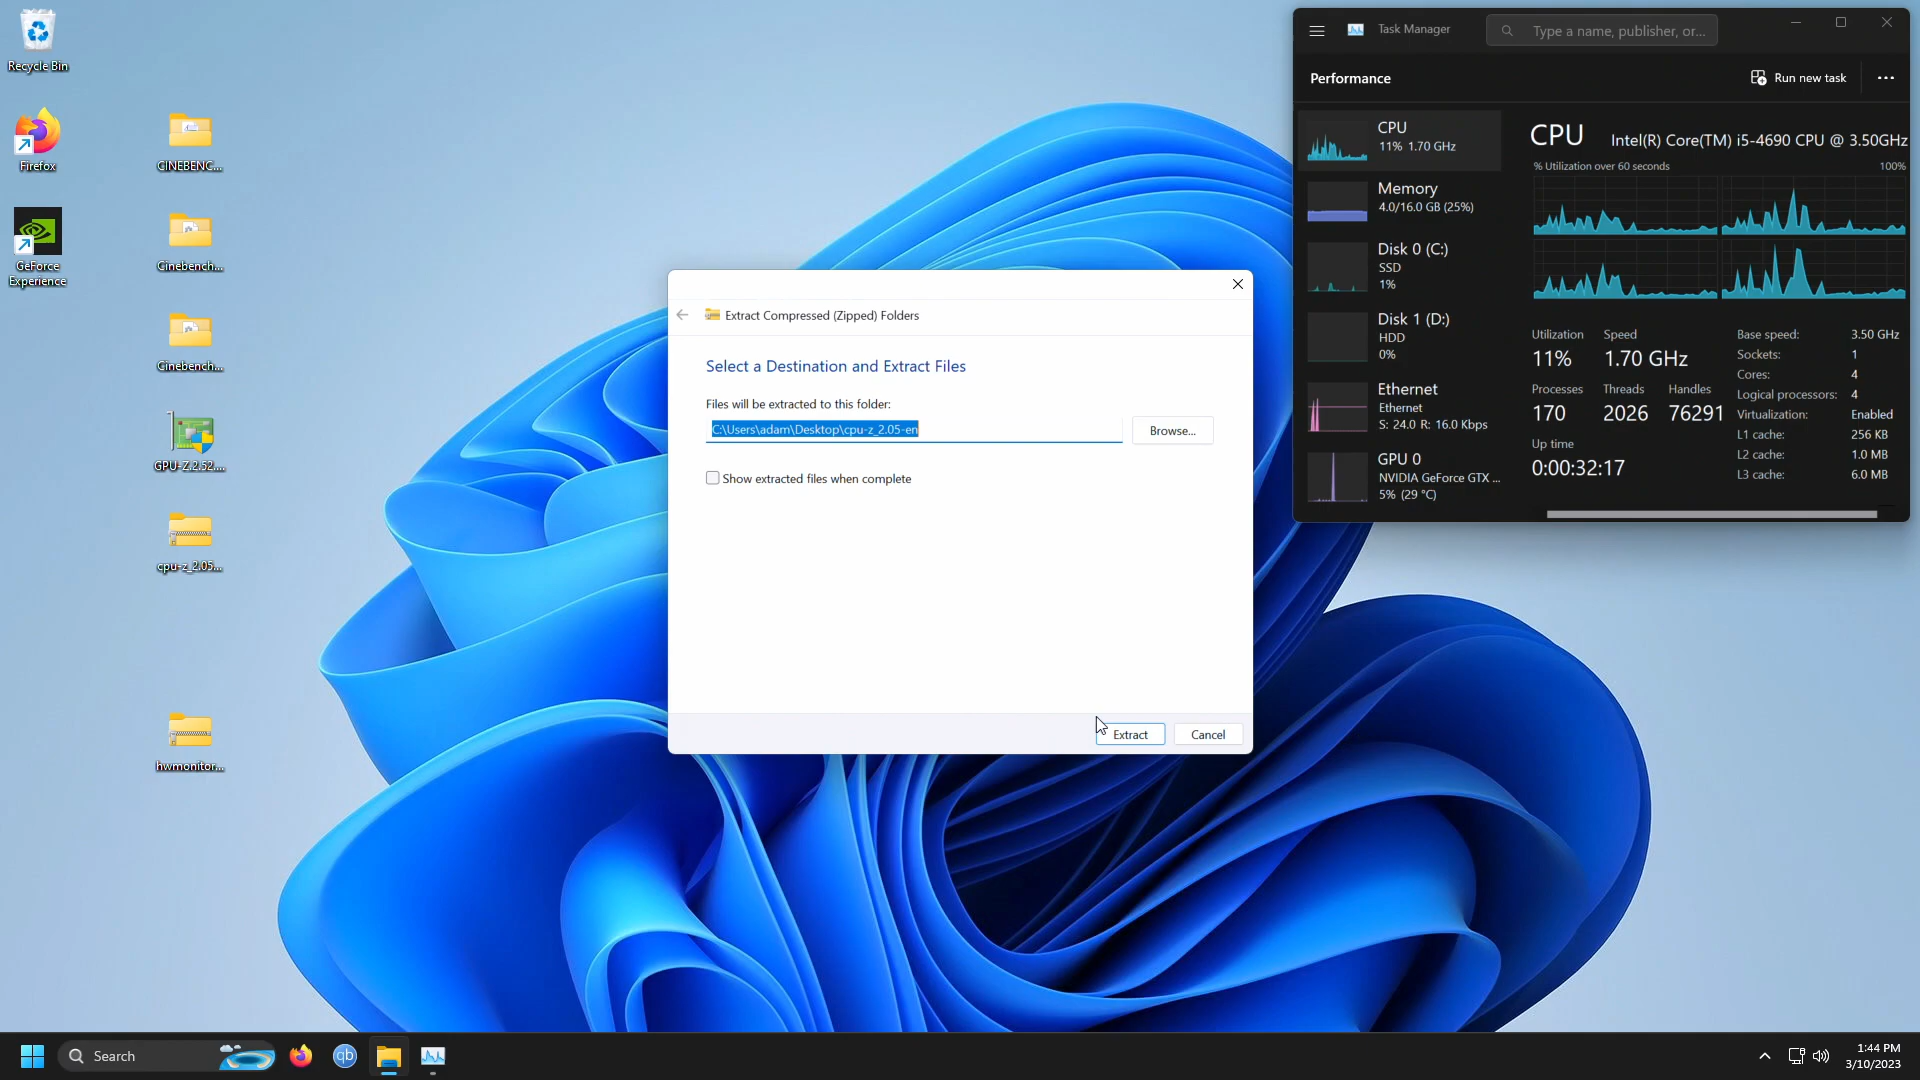 Recycle Bin
Firefox
GeForce
Experience
CINEBENC...
Cinebench...
Cinebench...
GPU-Z.2.52....
cpu-z_2.05...
hwmonitor...
Extract Compressed (Zipped) Folders
Select a Destination and Extract Files
Files will be extracted to this folder:
C:\Users\adam\Desktop\cpu-z_2.05-en
Browse...
Show extracted files when complete
Extract
Cancel
Task Manager
Type a name, publisher, or...
Performance
Run new task
CPU
11% 1.70 GHz
Memory
4.0/16.0 GB (25%)
Disk 0 (C:)
SSD
1%
Disk 1 (D:)
HDD
0%
Ethernet
Ethernet
S: 24.0 R: 16.0 Kbps
GPU 0
NVIDIA GeForce GTX ...
5% (29 °C)
CPU
Intel(R) Core(TM) i5-4690 CPU @ 3.50GHz
% Utilization over 60 seconds
100%
Utilization
Speed
11%
1.70 GHz
Processes
Threads
Handles
170
2026
76291
Up time
0:00:32:17
Base speed: 3.50 GHz
Sockets: 1
Cores: 4
Logical processors: 4
Virtualization: Enabled
L1 cache: 256 KB
L2 cache: 1.0 MB
L3 cache: 6.0 MB
Search
qb
1:44 PM
3/10/2023